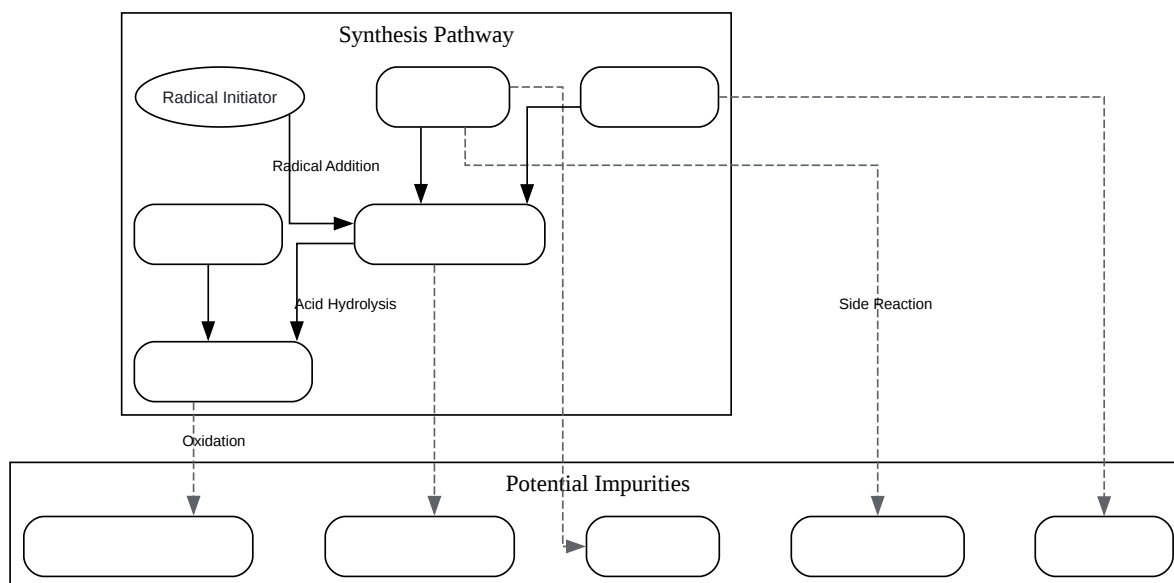 Synthesis Pathway
Radical Initiator
Radical Addition
Acid Hydrolysis
Side Reaction
Oxidation
Potential Impurities